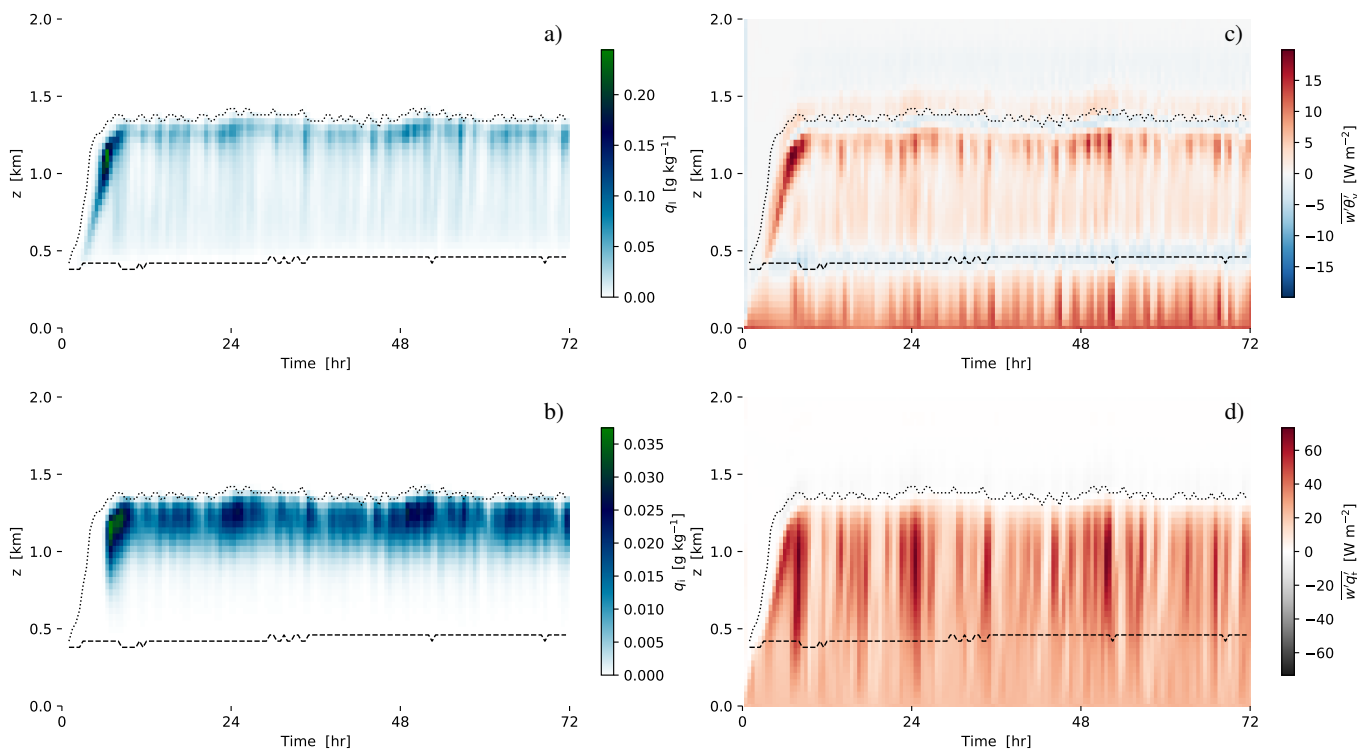 a)
2.0
1.5
1.0
0.5
0.0
z [km]
0 24 48 72
Time [hr]
0.20
0.15
0.10
0.05
0.00
qₗ [g kg⁻¹]
c)
2.0
1.5
1.0
0.5
0.0
z [km]
0 24 48 72
Time [hr]
15
10
5
0
−5
−10
−15
w′θ′ᵥ [W m⁻²]
b)
2.0
1.5
1.0
0.5
0.0
z [km]
0 24 48 72
Time [hr]
0.035
0.030
0.025
0.020
0.015
0.010
0.005
0.000
qᵢ [g kg⁻¹]
d)
2.0
1.5
1.0
0.5
0.0
z [km]
0 24 48 72
Time [hr]
60
40
20
0
−20
−40
−60
w′q′ₜ [W m⁻²]